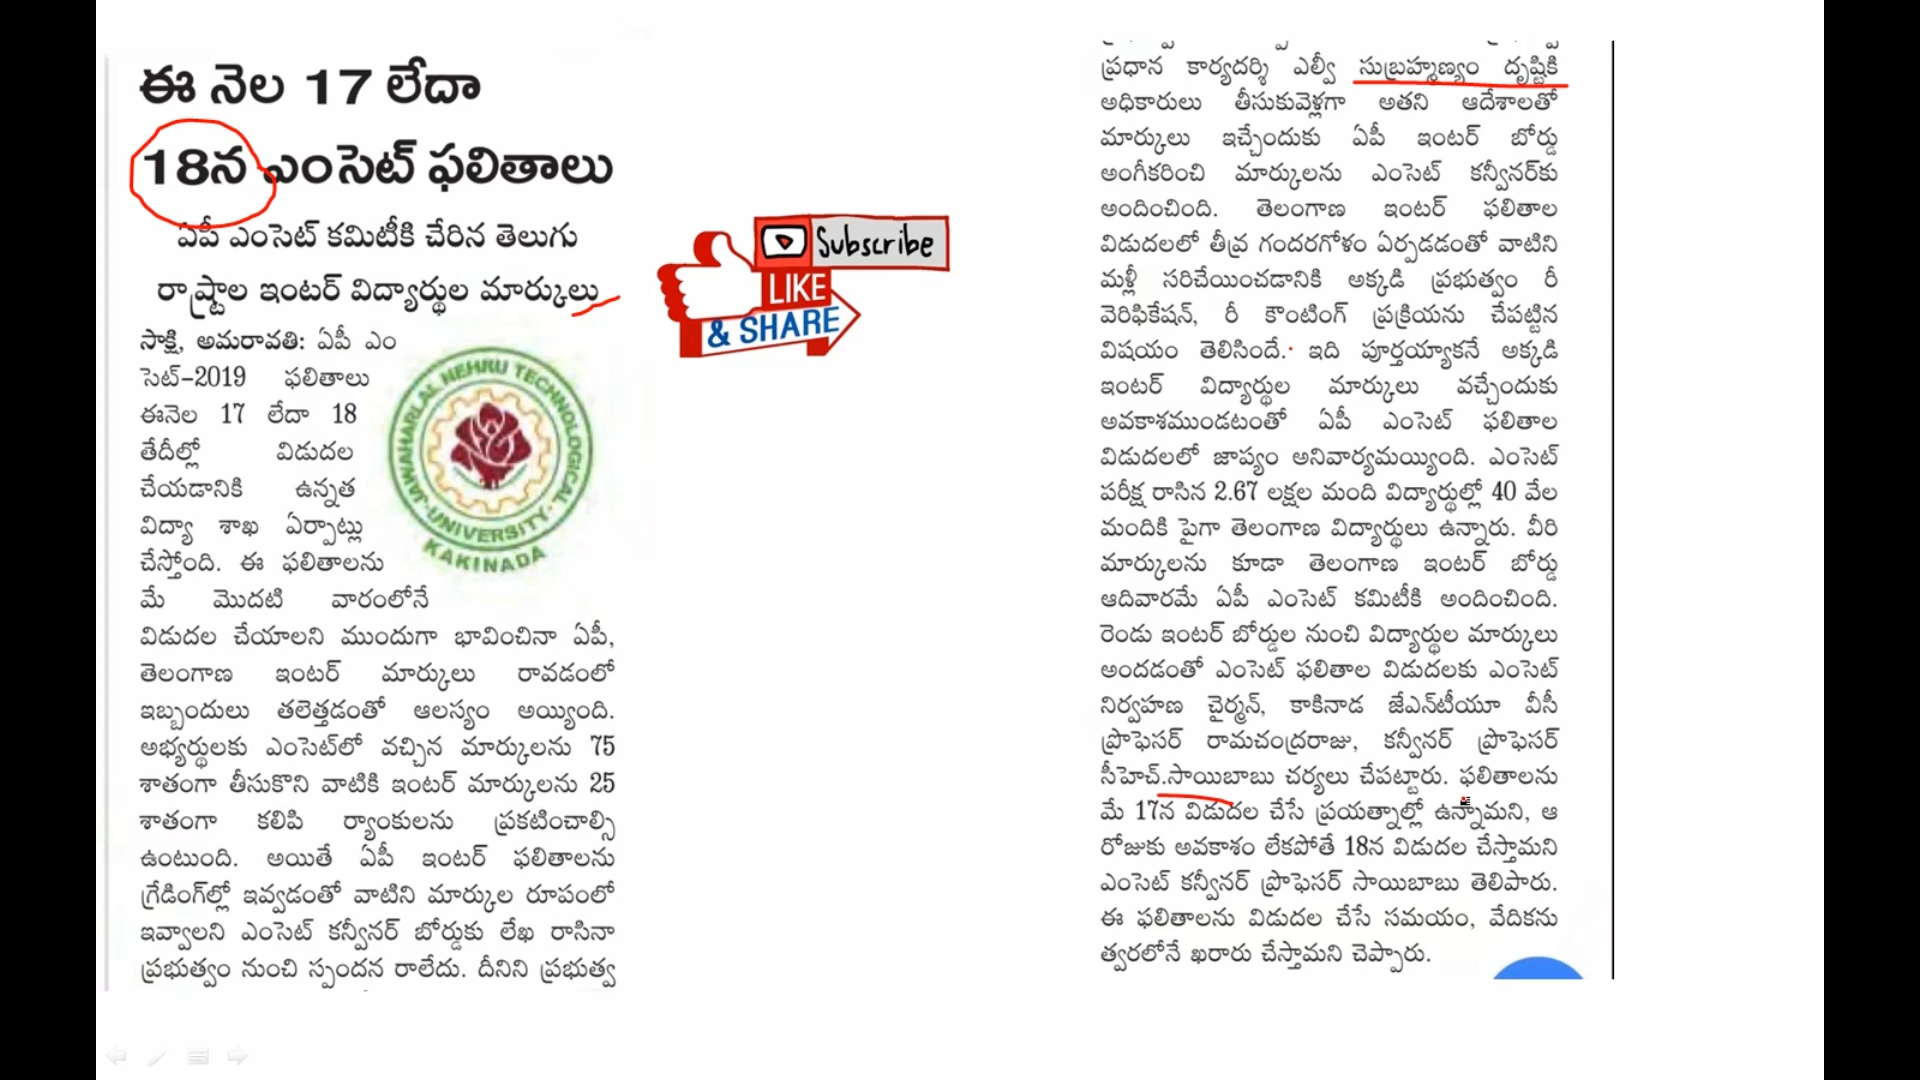 ఈ నెల 17 లేదా
18న ఎంసెట్ ఫలితాలు
ఏపీ ఎంసెట్ కమిటీకి చేరిన తెలుగు
రాష్ట్రాల ఇంటర్ విద్యార్థుల మార్కులు
సాక్షి, అమరావతి: ఏపీ ఎం
సెట్–2019 ఫలితాలు
ఈనెల 17 లేదా 18
తేదీల్లో విడుదల
చేయడానికి ఉన్నత
విద్యా శాఖ ఏర్పాట్లు
చేస్తోంది. ఈ ఫలితాలను
మే మొదటి వారంలోనే
విడుదల చేయాలని ముందుగా భావించినా ఏపీ,
తెలంగాణ ఇంటర్ మార్కులు రావడంలో
ఇబ్బందులు తలెత్తడంతో ఆలస్యం అయ్యింది.
అభ్యర్థులకు ఎంసెట్‌లో వచ్చిన మార్కులను 75
శాతంగా తీసుకొని వాటికి ఇంటర్ మార్కులను 25
శాతంగా కలిపి ర్యాంకులను ప్రకటించాల్సి
ఉంటుంది. అయితే ఏపీ ఇంటర్ ఫలితాలను
గ్రేడింగ్‌ల్లో ఇవ్వడంతో వాటిని మార్కుల రూపంలో
ఇవ్వాలని ఎంసెట్ కన్వీనర్ బోర్డుకు లేఖ రాసినా
ప్రభుత్వం నుంచి స్పందన రాలేదు. దీనిని ప్రభుత్వ
JAWAHARLAL NEHRU TECHNOLOGICAL
UNIVERSITY
KAKINADA
Subscribe
LIKE
& SHARE
ప్రధాన కార్యదర్శి ఎల్వీ సుబ్రహ్మణ్యం దృష్టికి
అధికారులు తీసుకువెళ్లగా అతని ఆదేశాలతో
మార్కులు ఇచ్చేందుకు ఏపీ ఇంటర్ బోర్డు
అంగీకరించి మార్కులను ఎంసెట్ కన్వీనర్‌కు
అందించింది. తెలంగాణ ఇంటర్ ఫలితాల
విడుదలలో తీవ్ర గందరగోళం ఏర్పడడంతో వాటిని
మళ్లీ సరిచేయించడానికి అక్కడి ప్రభుత్వం రీ
వెరిఫికేషన్, రీ కౌంటింగ్ ప్రక్రియను చేపట్టిన
విషయం తెలిసిందే. ఇది పూర్తయ్యాకనే అక్కడి
ఇంటర్ విద్యార్థుల మార్కులు వచ్చేందుకు
అవకాశముండటంతో ఏపీ ఎంసెట్ ఫలితాల
విడుదలలో జాప్యం అనివార్యమయ్యింది. ఎంసెట్
పరీక్ష రాసిన 2.67 లక్షల మంది విద్యార్థుల్లో 40 వేల
మందికి పైగా తెలంగాణ విద్యార్థులు ఉన్నారు. వీరి
మార్కులను కూడా తెలంగాణ ఇంటర్ బోర్డు
ఆదివారమే ఏపీ ఎంసెట్ కమిటీకి అందించింది.
రెండు ఇంటర్ బోర్డుల నుంచి విద్యార్థుల మార్కులు
అందడంతో ఎంసెట్ ఫలితాల విడుదలకు ఎంసెట్
నిర్వహణ చైర్మన్, కాకినాడ జేఎన్‌టీయూ వీసీ
ప్రొఫెసర్ రామచంద్రరాజు, కన్వీనర్ ప్రొఫెసర్
సీహెచ్.సాయిబాబు చర్యలు చేపట్టారు. ఫలితాలను
మే 17న విడుదల చేసే ప్రయత్నాల్లో ఉన్నామని, ఆ
రోజుకు అవకాశం లేకపోతే 18న విడుదల చేస్తామని
ఎంసెట్ కన్వీనర్ ప్రొఫెసర్ సాయిబాబు తెలిపారు.
ఈ ఫలితాలను విడుదల చేసే సమయం, వేదికను
త్వరలోనే ఖరారు చేస్తామని చెప్పారు.